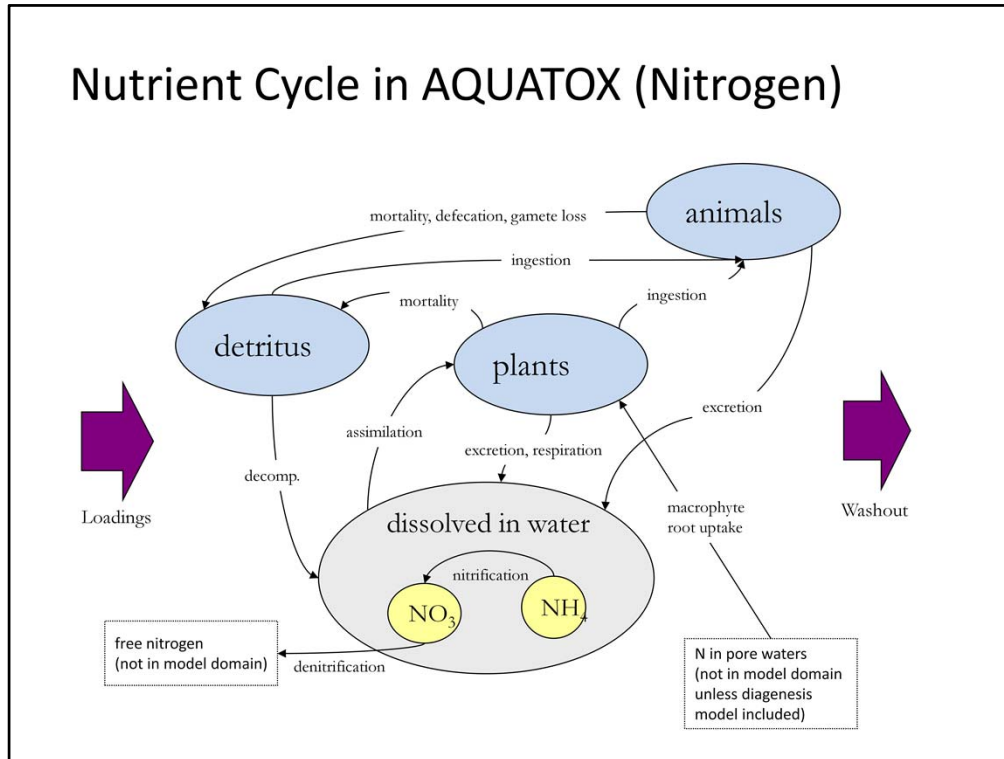 Nutrient Cycle in AQUATOX (Nitrogen)
animals
mortality, defecation, gamete loss
ingestion
mortality
ingestion
detritus
plants
assimilation
excretion, respiration
excretion
decomp.
Loadings
macrophyte
root uptake
Washout
dissolved in water
nitrification
NO₃
NH₄
denitrification
free nitrogen
(not in model domain)
N in pore waters
(not in model domain
unless diagenesis
model included)